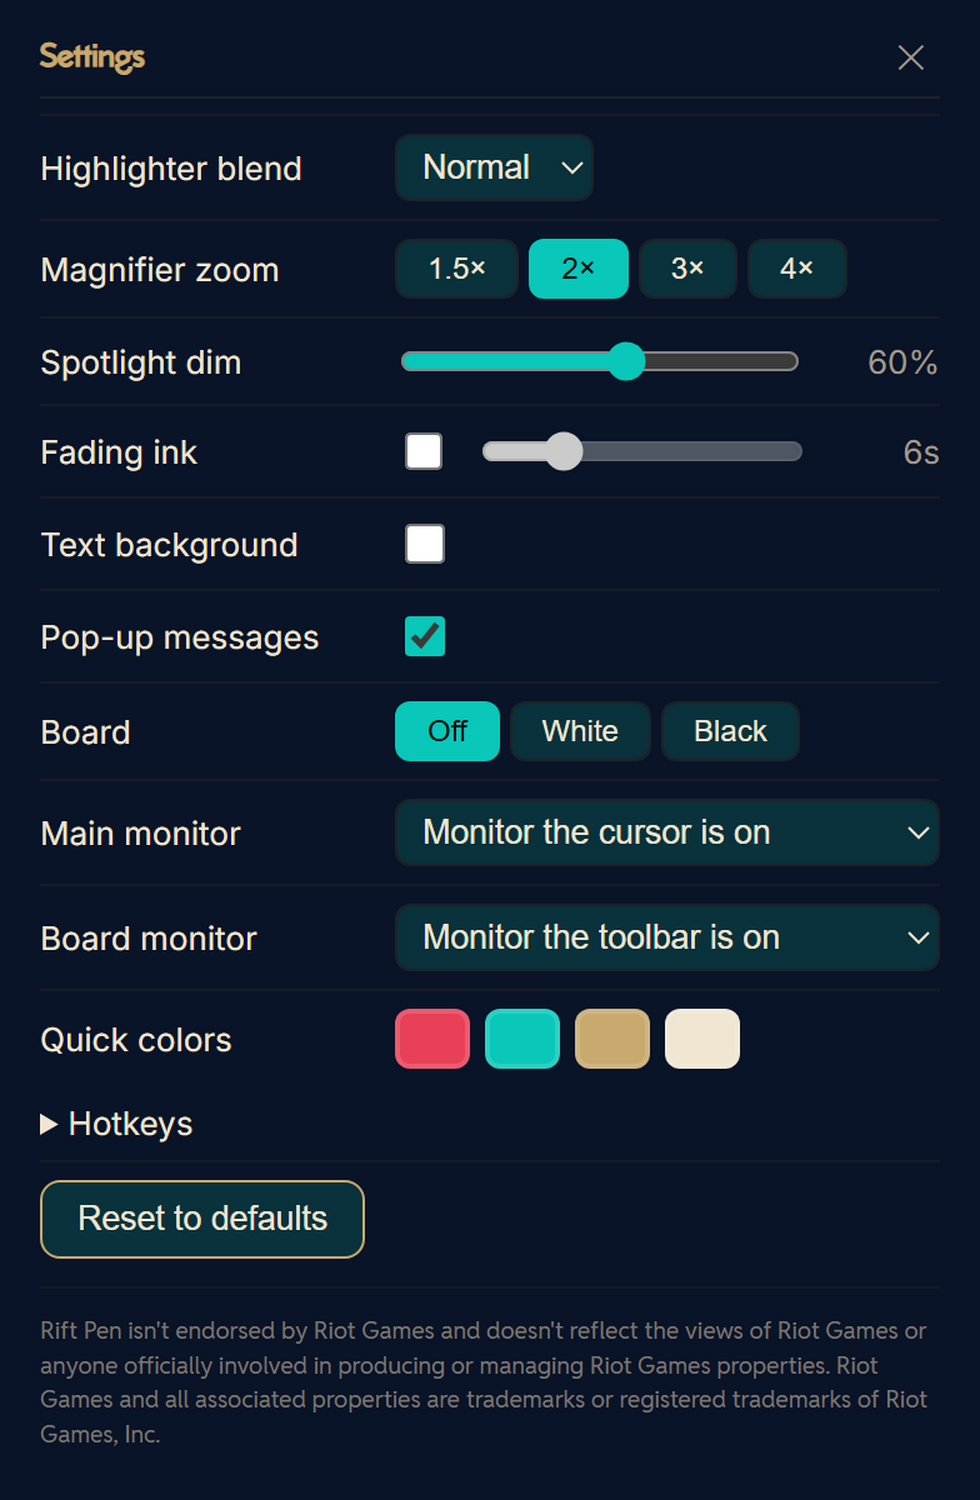 Settings
Highlighter blend Normal
Magnifier zoom 1.5× 2× 3× 4×
Spotlight dim 60%
Fading ink 6s
Text background
Pop-up messages
Board Off White Black
Main monitor Monitor the cursor is on
Board monitor Monitor the toolbar is on
Quick colors
Hotkeys
Reset to defaults
Rift Pen isn't endorsed by Riot Games and doesn't reflect the views of Riot Games or
anyone officially involved in producing or managing Riot Games properties. Riot
Games and all associated properties are trademarks or registered trademarks of Riot
Games, Inc.